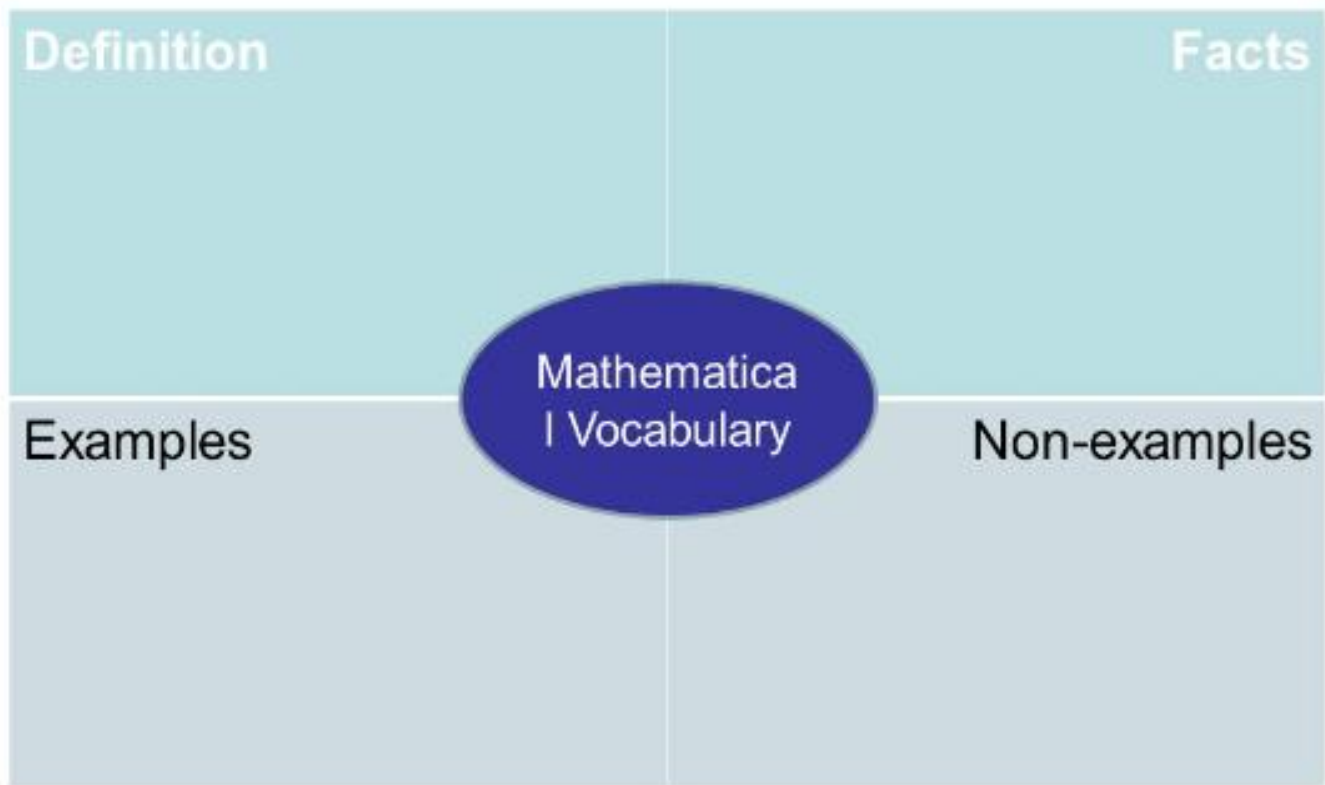 Definition
Facts
Mathematica
l Vocabulary
Examples
Non-examples